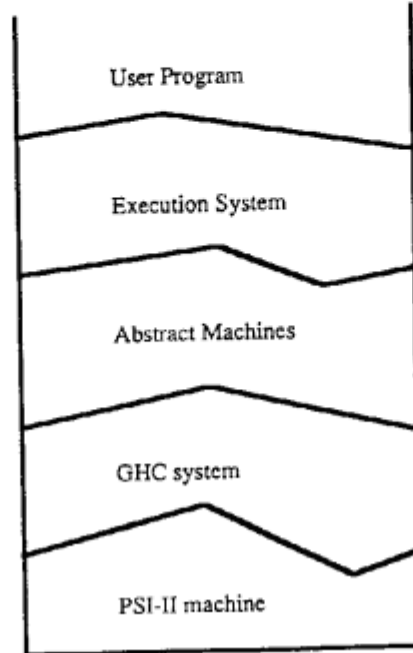 User Program
Execution System
Abstract Machines
GHC system
PSI-II machine